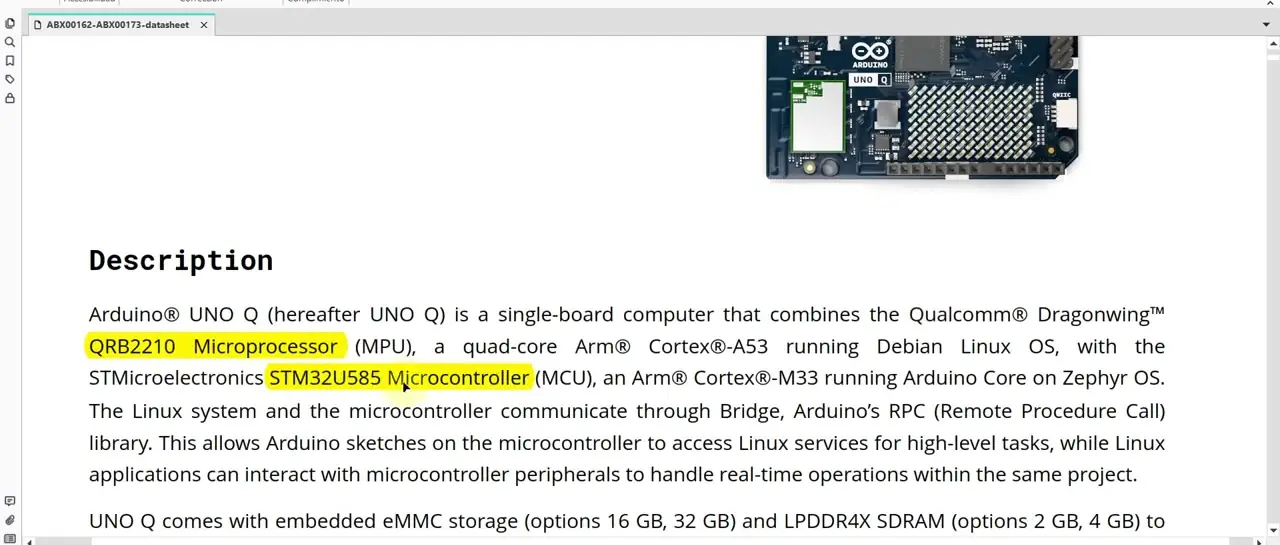 ABX00162-ABX00173-datasheet
ARDUINO
UNO Q
QWIIC
Description
Arduino® UNO Q (hereafter UNO Q) is a single-board computer that combines the Qualcomm® Dragonwing™
QRB2210 Microprocessor (MPU), a quad-core Arm® Cortex®-A53 running Debian Linux OS, with the
STMicroelectronics STM32U585 Microcontroller (MCU), an Arm® Cortex®-M33 running Arduino Core on Zephyr OS.
The Linux system and the microcontroller communicate through Bridge, Arduino’s RPC (Remote Procedure Call)
library. This allows Arduino sketches on the microcontroller to access Linux services for high-level tasks, while Linux
applications can interact with microcontroller peripherals to handle real-time operations within the same project.
UNO Q comes with embedded eMMC storage (options 16 GB, 32 GB) and LPDDR4X SDRAM (options 2 GB, 4 GB) to